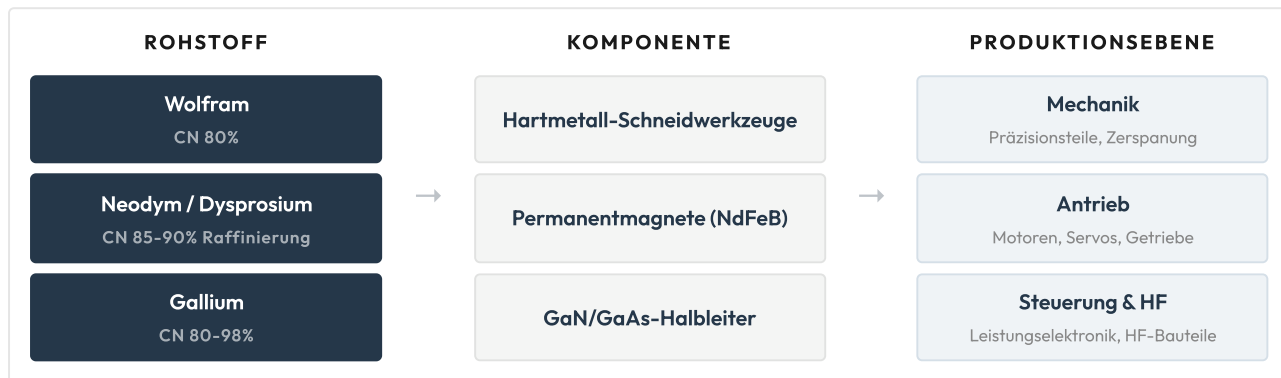 ROHSTOFF
KOMPONENTE
PRODUKTIONSEBENE
Wolfram
CN 80%
Hartmetall-Schneidwerkzeuge
Mechanik
Präzisionsteile, Zerspanung
Neodym / Dysprosium
CN 85-90% Raffinierung
→
Permanentmagnete (NdFeB)
→
Antrieb
Motoren, Servos, Getriebe
Gallium
CN 80-98%
GaN/GaAs-Halbleiter
Steuerung & HF
Leistungselektronik, HF-Bauteile